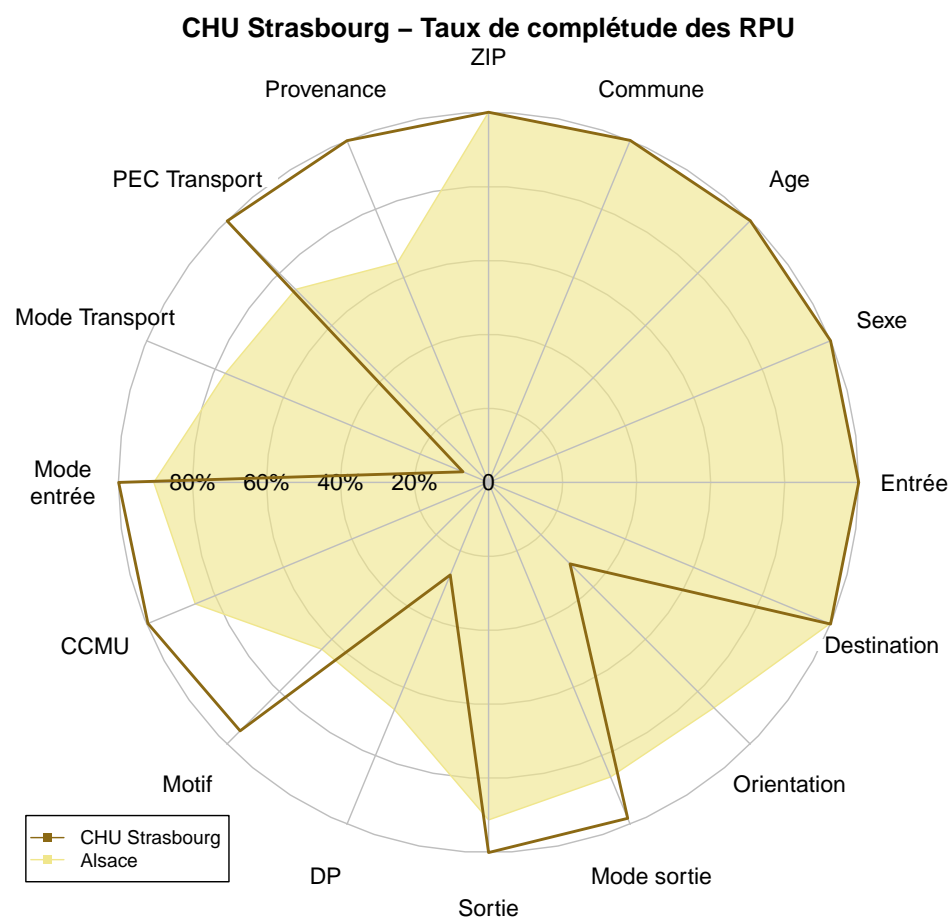 CHU Strasbourg – Taux de complétude des RPU
ZIP
Provenance
Commune
PEC Transport
Age
Mode Transport
Sexe
Mode
entrée
80%
60%
40%
20%
0
Entrée
CCMU
Destination
Motif
Orientation
CHU Strasbourg
Alsace
DP
Mode sortie
Sortie